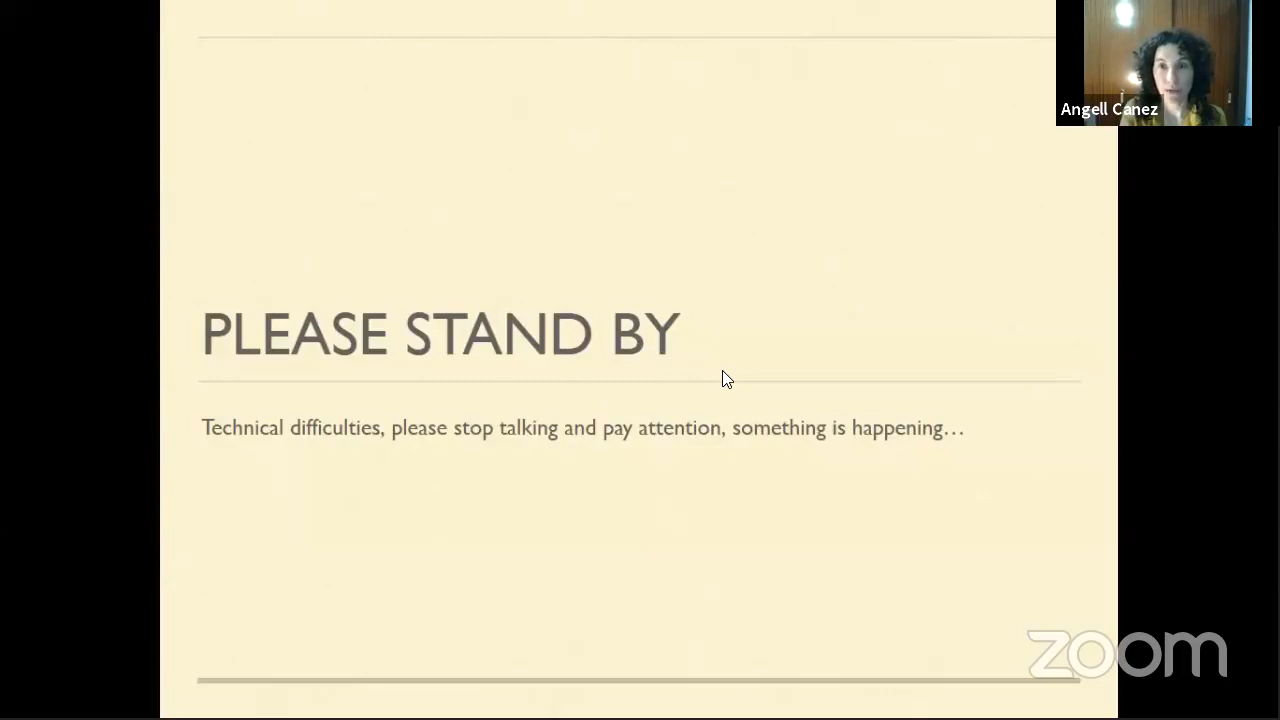 Angell Canez
PLEASE STAND BY
Technical difficulties, please stop talking and pay attention, something is happening…
zoom